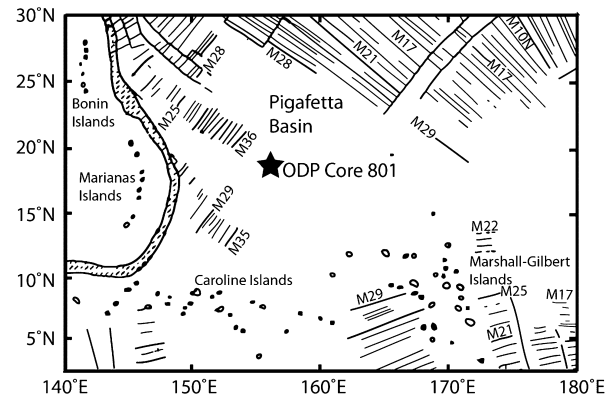 30°N
25°N
20°N
15°N
10°N
5°N
140°E
150°E
160°E
170°E
180°E
M28
M28
M21
M17
M10N
M17
M29
M25
M36
Bonin
Islands
Pigafetta
Basin
ODP Core 801
Marianas
Islands
M29
M35
M22
Caroline Islands
Marshall-Gilbert
Islands
M29
M25
M17
M21